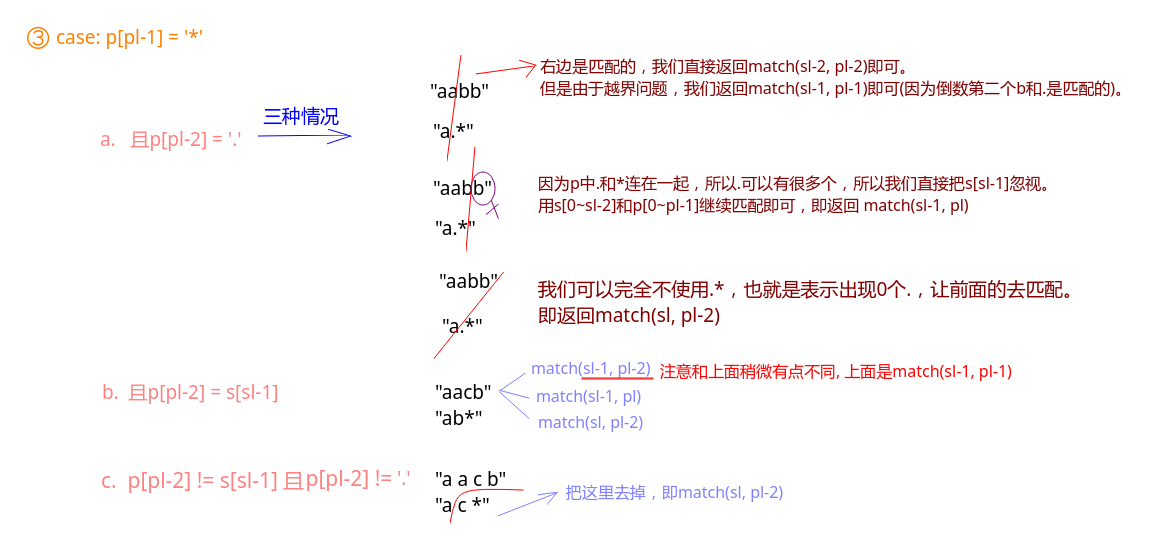 ③ case: p[pl-1] = '*'
a. 且p[pl-2] = '.'
三种情况
"aabb"
"a.*"
右边是匹配的，我们直接返回match(sl-2, pl-2)即可。
但是由于越界问题，我们返回match(sl-1, pl-1)即可(因为倒数第二个b和.是匹配的)。
"aabb"
"a.*"
因为p中.和*连在一起，所以.可以有很多个，所以我们直接把s[sl-1]忽视。
用s[0~sl-2]和p[0~pl-1]继续匹配即可，即返回 match(sl-1, pl)
"aabb"
"a.*"
我们可以完全不使用.*，也就是表示出现0个.，让前面的去匹配。
即返回match(sl, pl-2)
b. 且p[pl-2] = s[sl-1]
"aacb"
"ab*"
match(sl-1, pl-2)
注意和上面稍微有点不同, 上面是match(sl-1, pl-1)
match(sl-1, pl)
match(sl, pl-2)
c. p[pl-2] != s[sl-1] 且p[pl-2] != '.'
"a a c b"
"a c *"
把这里去掉，即match(sl, pl-2)